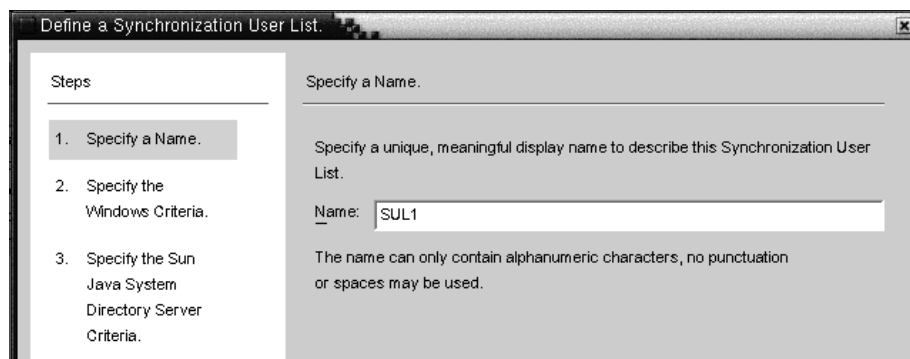 Define a Synchronization User List.
Steps
1. Specify a Name.
2. Specify the
Windows Criteria.
3. Specify the Sun
Java System
Directory Server
Criteria.
Specify a Name.
Specify a unique, meaningful display name to describe this Synchronization User
List.
Name: SUL1
The name can only contain alphanumeric characters, no punctuation
or spaces may be used.